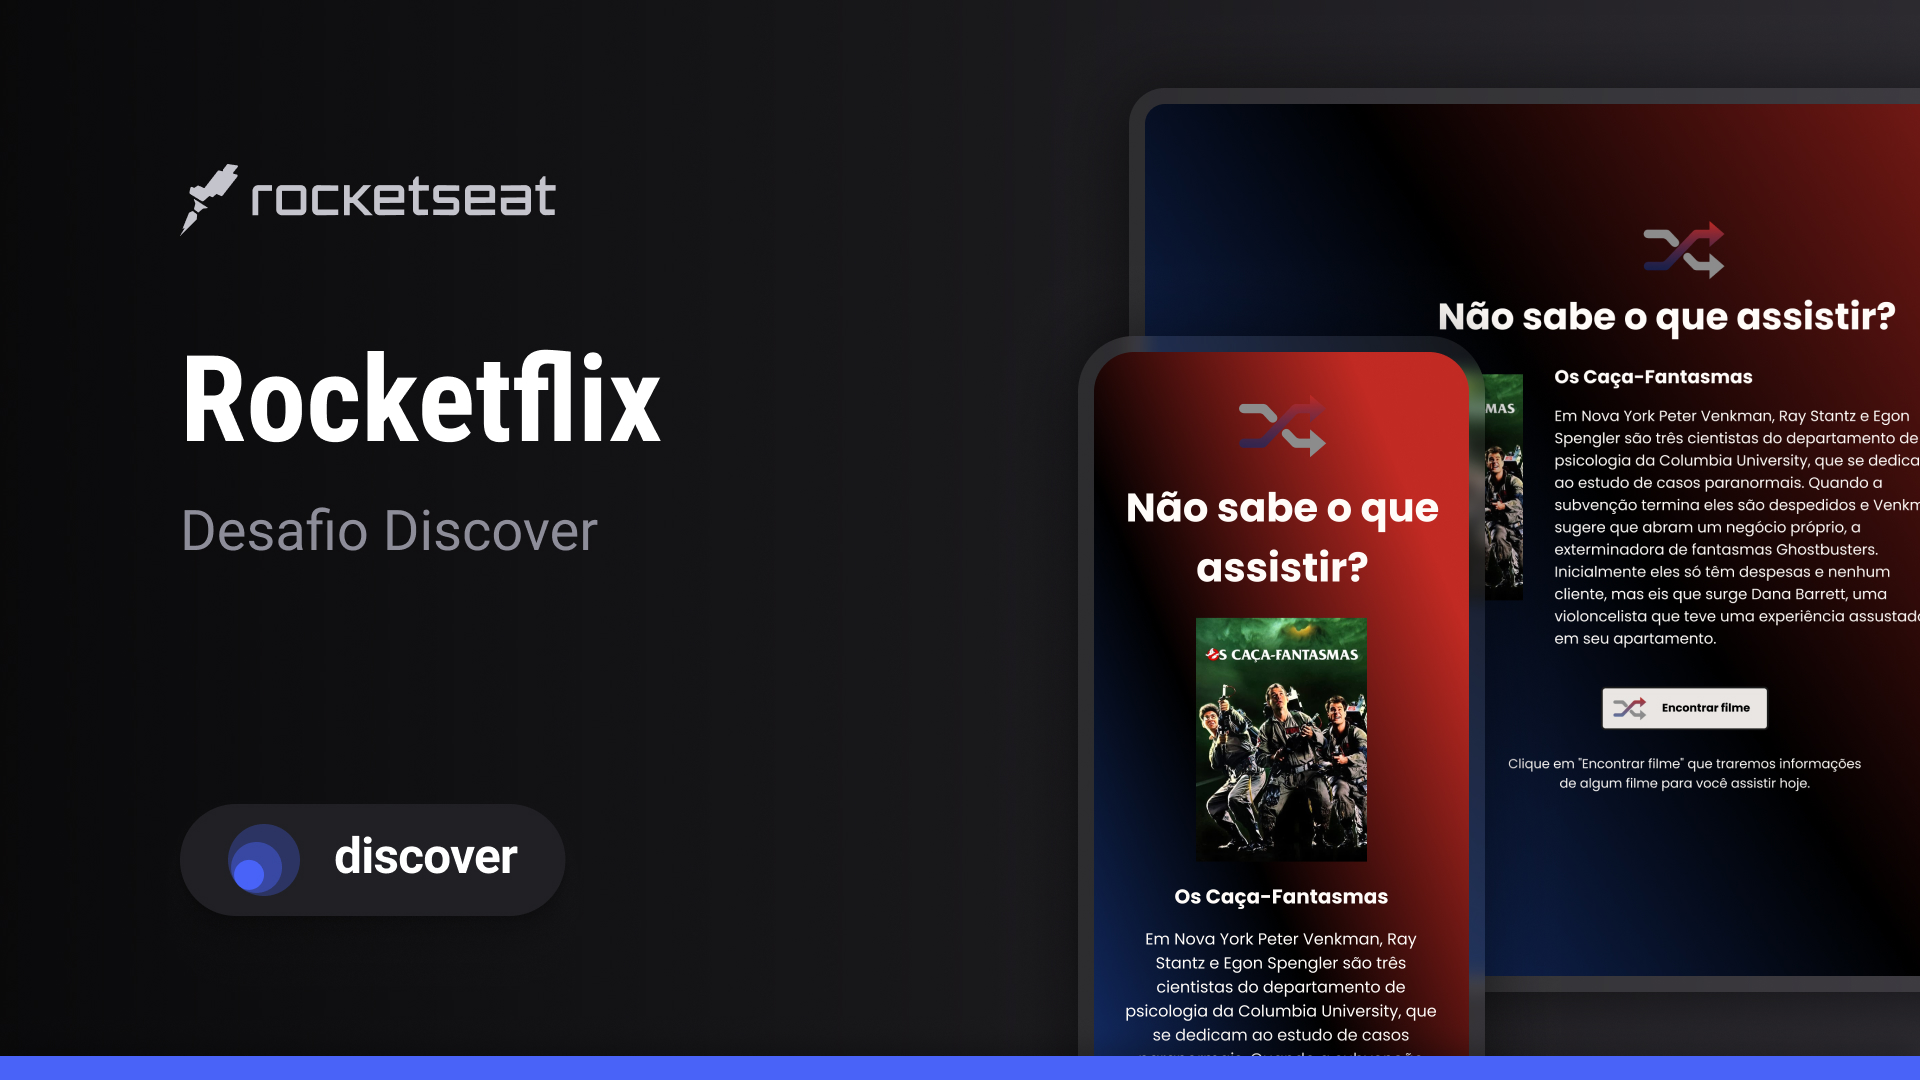 rocketseat
Rocketflix
Desafio Discover
discover
Não sabe o que
assistir?
OS CAÇA-FANTASMAS
Os Caça-Fantasmas
Em Nova York Peter Venkman, Ray
Stantz e Egon Spengler são três
cientistas do departamento de
psicologia da Columbia University, que
se dedicam ao estudo de casos
paranormais. Quando a subvenção
Não sabe o que assistir?
MAS
Os Caça-Fantasmas
Em Nova York Peter Venkman, Ray Stantz e Egon
Spengler são três cientistas do departamento de
psicologia da Columbia University, que se dedica
ao estudo de casos paranormais. Quando a
subvenção termina eles são despedidos e Venkm
sugere que abram um negócio próprio, a
exterminadora de fantasmas Ghostbusters.
Inicialmente eles só têm despesas e nenhum
cliente, mas eis que surge Dana Barrett, uma
violoncelista que teve uma experiência assustado
em seu apartamento.
Encontrar filme
Clique em "Encontrar filme" que traremos informações
de algum filme para você assistir hoje.